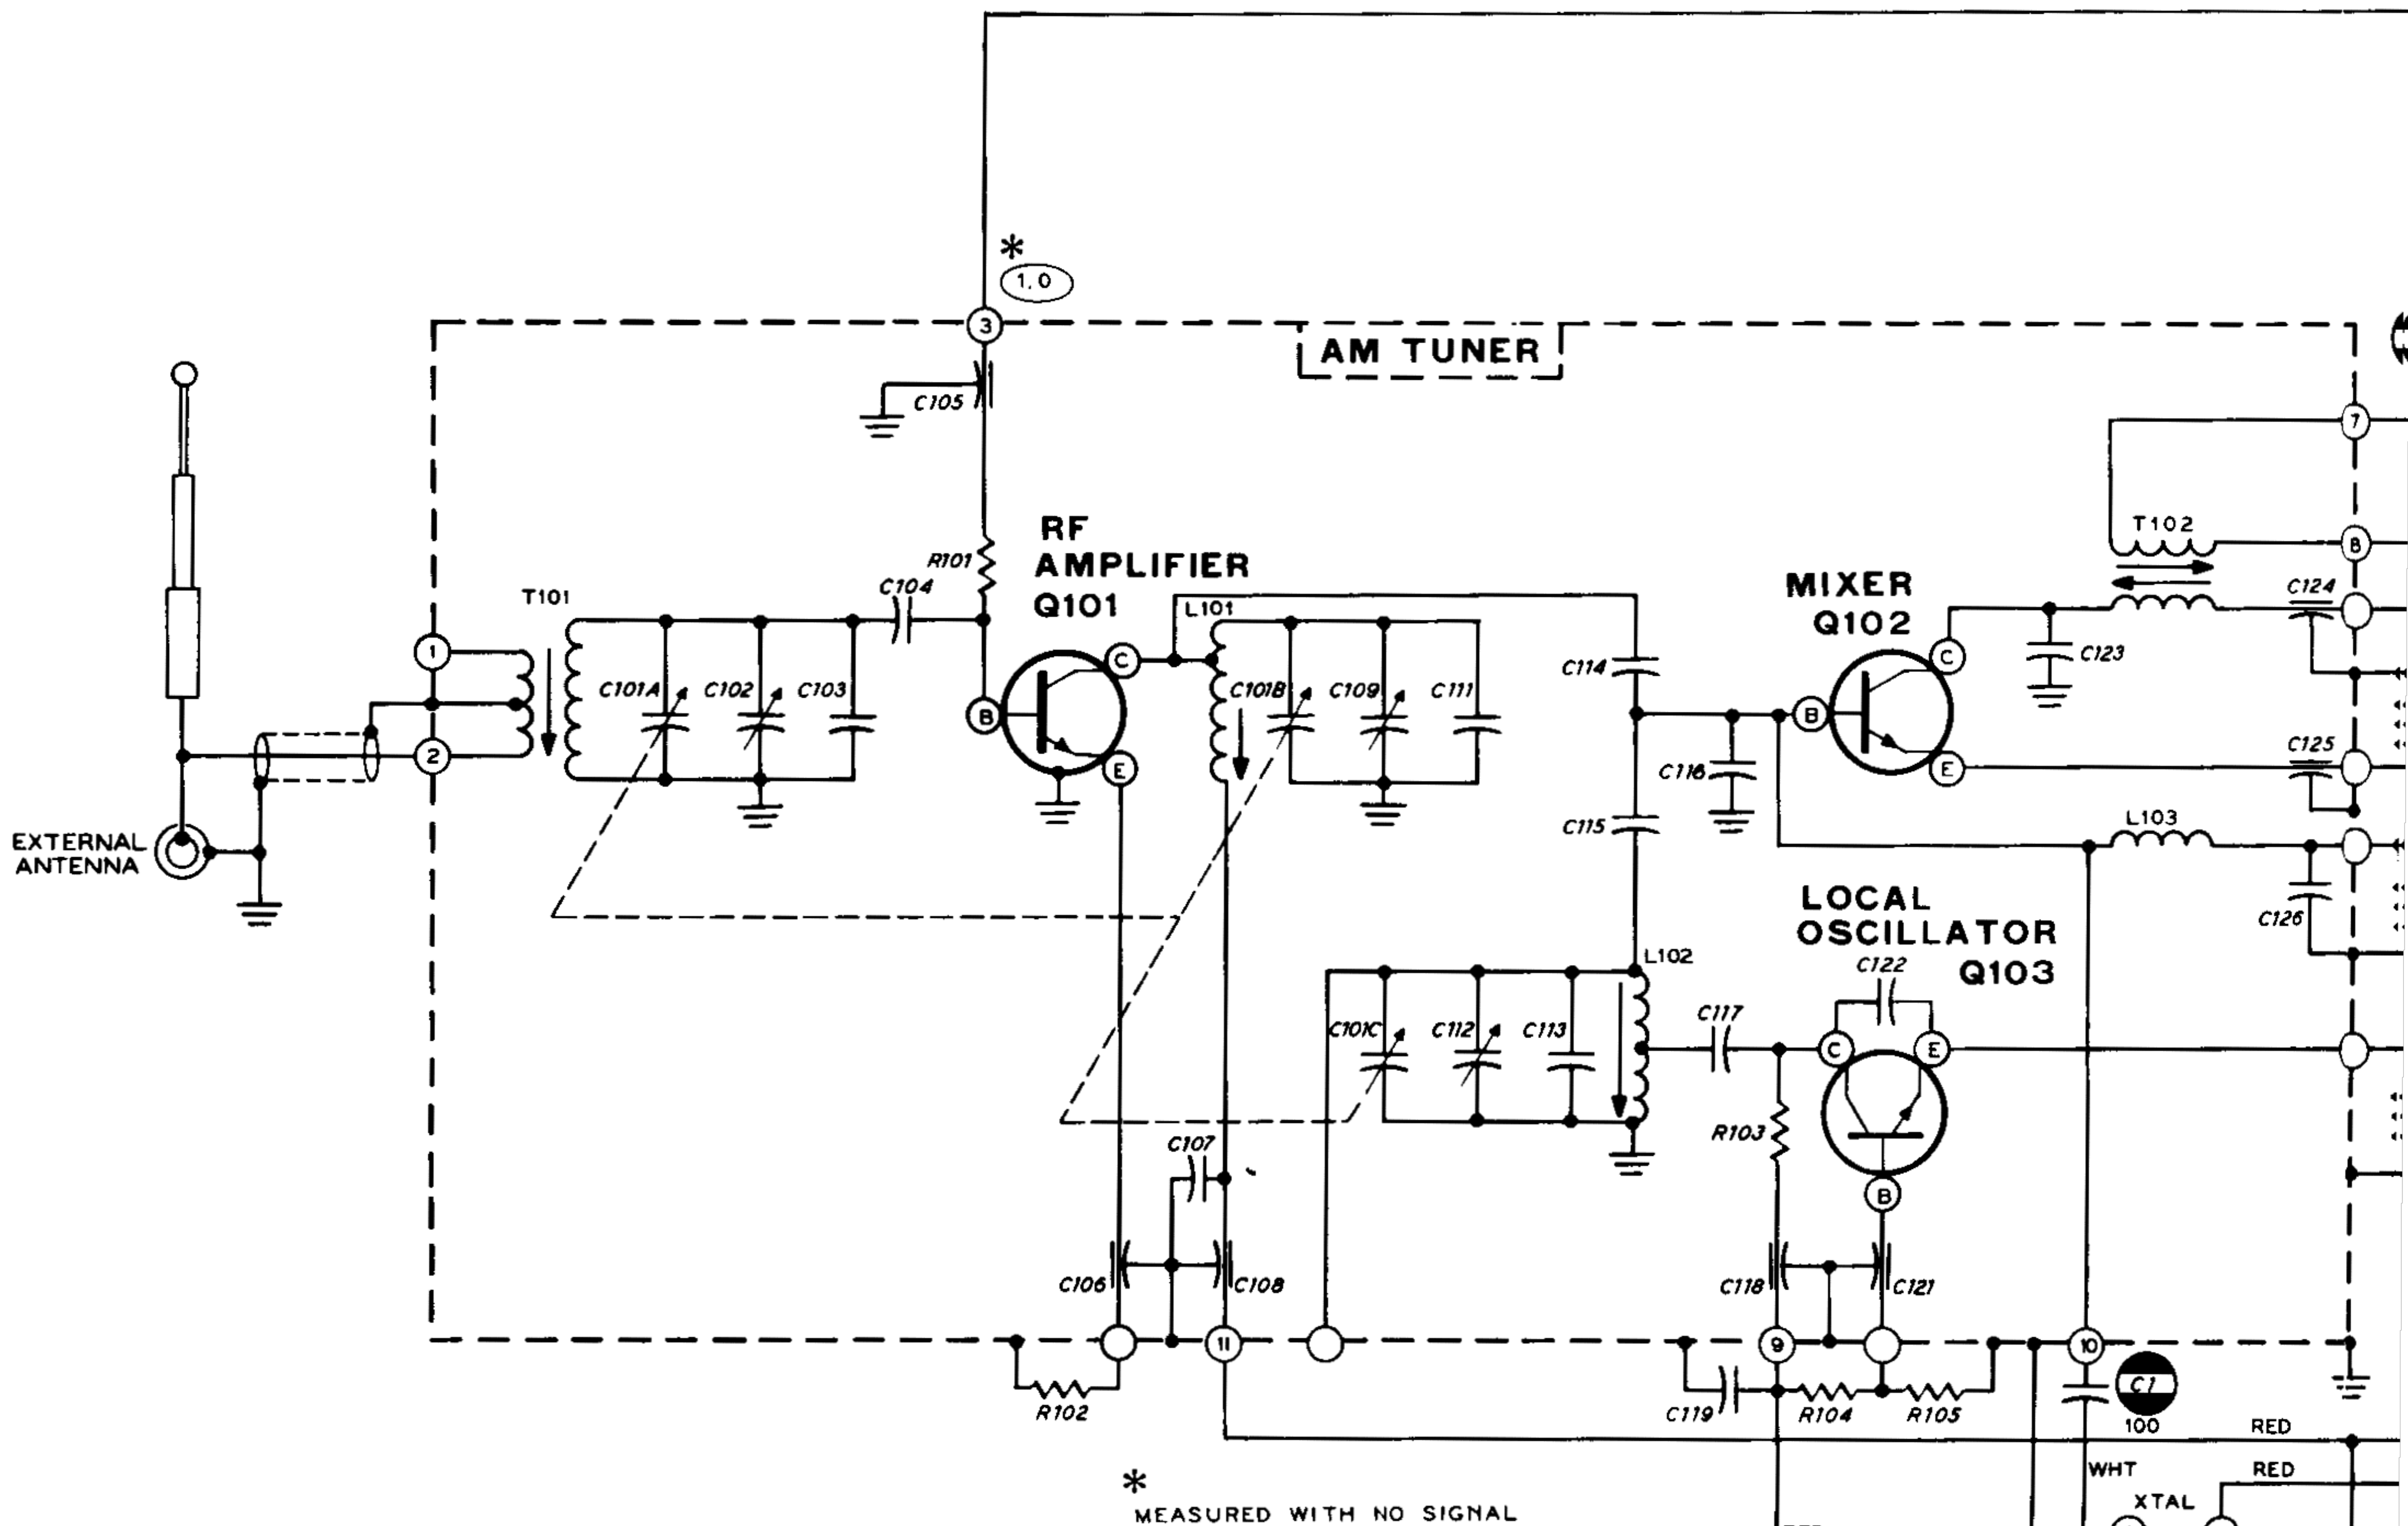 *
1.0
3
AM TUNER
C105
7
RF
AMPLIFIER
Q101
R101
C104
T101
L101
MIXER
Q102
T102
8
C124
1
C
C114
C
C123
C101A
C102
C103
B
C101B
C109
C111
B
2
E
C116
E
C125
EXTERNAL
ANTENNA
C115
L103
C126
LOCAL
OSCILLATOR
Q103
L102
C122
C101C
C112
C113
C117
C
E
R103
C107
B
C106
C108
C118
C121
11
9
10
R102
C119
R104
R105
C1
100
RED
*
MEASURED WITH NO SIGNAL
WHT
RED
XTAL